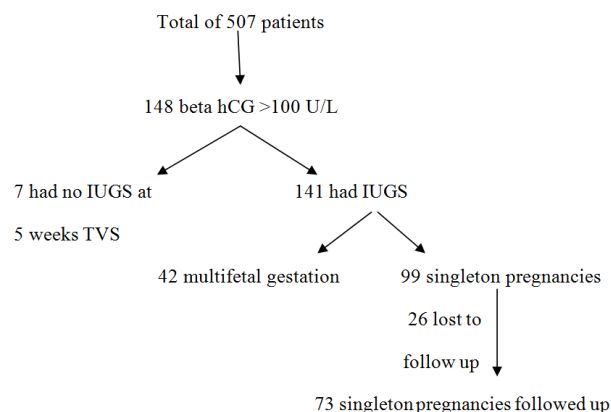 Total of 507 patients
148 beta hCG >100 U/L
7 had no IUGS at
5 weeks TVS
141 had IUGS
42 multifetal gestation
99 singleton pregnancies
26 lost to
follow up
73 singleton pregnancies followed up